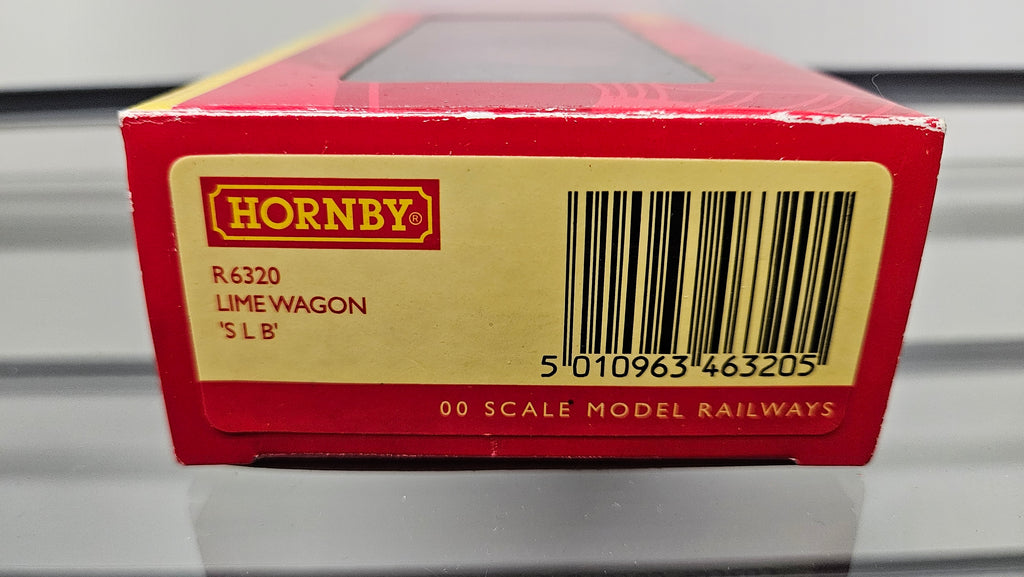 HORNBY®
R6320
LIME WAGON
'S L B'
5 010963 463205
00 SCALE MODEL RAILWAYS